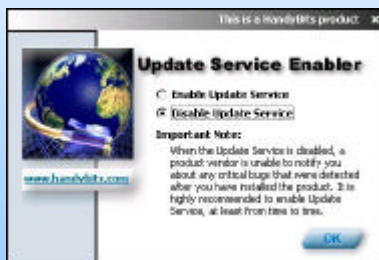 This is a HandyBits product x
Update Service Enabler
Enable Update Service
Disable Update Service
Important Note:
When the Update Service is disabled, a
product vendor is unable to notify you
about any critical bugs that were detected
after you have installed the product. It is
highly recommended to enable Update
Service, at least from time to time.
www.handybits.com
OK